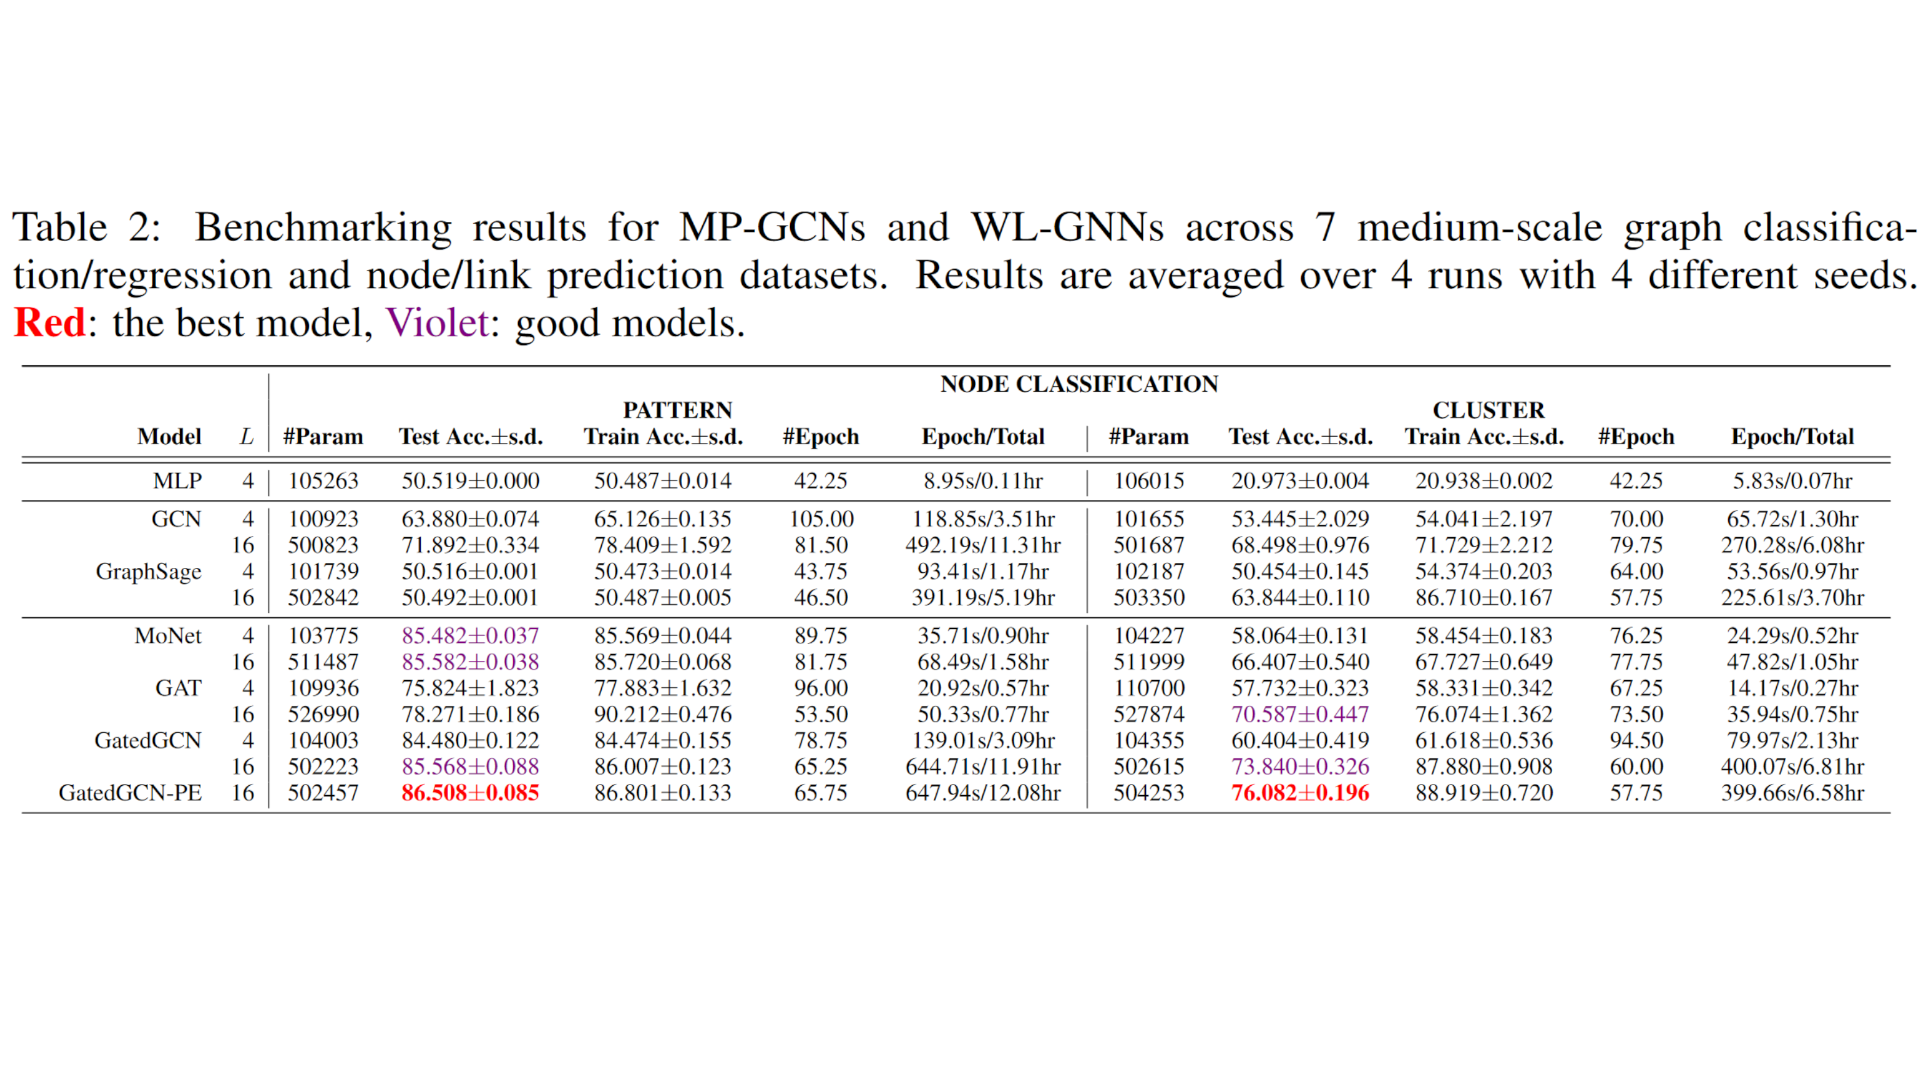 Table 2: Benchmarking results for MP-GCNs and WL-GNNs across 7 medium-scale graph classifica-
tion/regression and node/link prediction datasets. Results are averaged over 4 runs with 4 different seeds.
Red: the best model, Violet: good models.
NODE CLASSIFICATION
PATTERN CLUSTER
Model L #Param Test Acc.±s.d. Train Acc.±s.d. #Epoch Epoch/Total #Param Test Acc.±s.d. Train Acc.±s.d. #Epoch Epoch/Total
MLP 4 105263 50.519±0.000 50.487±0.014 42.25 8.95s/0.11hr 106015 20.973±0.004 20.938±0.002 42.25 5.83s/0.07hr
GCN 4 100923 63.880±0.074 65.126±0.135 105.00 118.85s/3.51hr 101655 53.445±2.029 54.041±2.197 70.00 65.72s/1.30hr
16 500823 71.892±0.334 78.409±1.592 81.50 492.19s/11.31hr 501687 68.498±0.976 71.729±2.212 79.75 270.28s/6.08hr
GraphSage 4 101739 50.516±0.001 50.473±0.014 43.75 93.41s/1.17hr 102187 50.454±0.145 54.374±0.203 64.00 53.56s/0.97hr
16 502842 50.492±0.001 50.487±0.005 46.50 391.19s/5.19hr 503350 63.844±0.110 86.710±0.167 57.75 225.61s/3.70hr
MoNet 4 103775 85.482±0.037 85.569±0.044 89.75 35.71s/0.90hr 104227 58.064±0.131 58.454±0.183 76.25 24.29s/0.52hr
16 511487 85.582±0.038 85.720±0.068 81.75 68.49s/1.58hr 511999 66.407±0.540 67.727±0.649 77.75 47.82s/1.05hr
GAT 4 109936 75.824±1.823 77.883±1.632 96.00 20.92s/0.57hr 110700 57.732±0.323 58.331±0.342 67.25 14.17s/0.27hr
16 526990 78.271±0.186 90.212±0.476 53.50 50.33s/0.77hr 527874 70.587±0.447 76.074±1.362 73.50 35.94s/0.75hr
GatedGCN 4 104003 84.480±0.122 84.474±0.155 78.75 139.01s/3.09hr 104355 60.404±0.419 61.618±0.536 94.50 79.97s/2.13hr
16 502223 85.568±0.088 86.007±0.123 65.25 644.71s/11.91hr 502615 73.840±0.326 87.880±0.908 60.00 400.07s/6.81hr
GatedGCN-PE 16 502457 86.508±0.085 86.801±0.133 65.75 647.94s/12.08hr 504253 76.082±0.196 88.919±0.720 57.75 399.66s/6.58hr